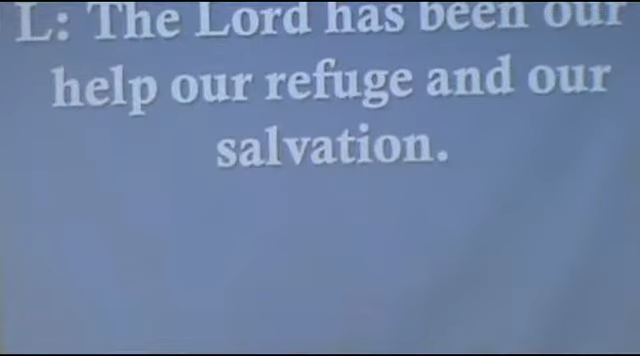 L: The Lord has been our
help our refuge and our
salvation.